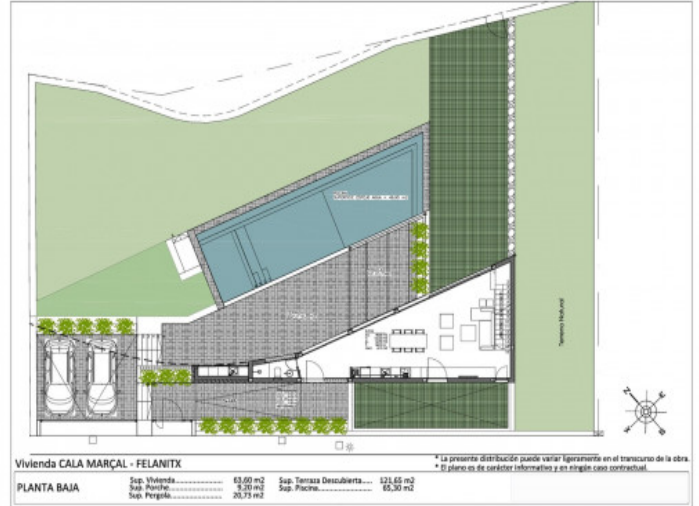 Terreno Natural
N
E
Vivienda CALA MARÇAL - FELANITX
* La presente distribución puede variar ligeramente en el transcurso de la obra.
* El plano es de carácter informativo y en ningún caso contractual.
PLANTA BAJA
Sup. Vivienda................ 63,60 m2
Sup. Porche................... 9,20 m2
Sup. Pergola................. 20,73 m2
Sup. Terraza Descubierta..... 121,65 m2
Sup. Piscina................... 65,30 m2